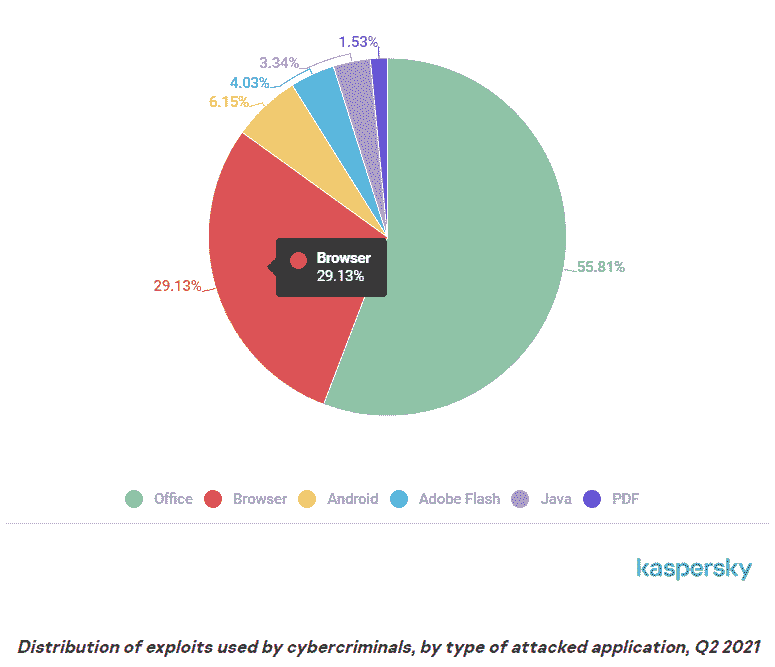 1.53%
3.34%
4.03%
6.15%
Browser
29.13%
55.81%
29.13%
Office Browser Android Adobe Flash Java PDF
kaspersky
Distribution of exploits used by cybercriminals, by type of attacked application, Q2 2021